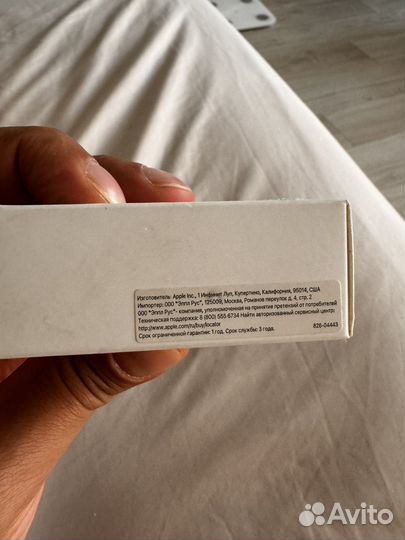 Изготовитель: Apple Inc., 1 Инфинит Луп, Купертино, Калифорния, 95014, США
Импортер: ООО "Эппл Рус", 125009, Москва, Романов переулок д. 4, стр. 2
ООО "Эппл Рус"- компания, уполномоченная на принятие претензий от потребителей
Техническая поддержка: 8 (800) 555 6734 Найти авторизованный сервисный центр:
http://www.apple.com/ru/buy/locator
Срок ограниченой гарантии: 1 год. Срок службы: 3 года.
826-04443
Avito